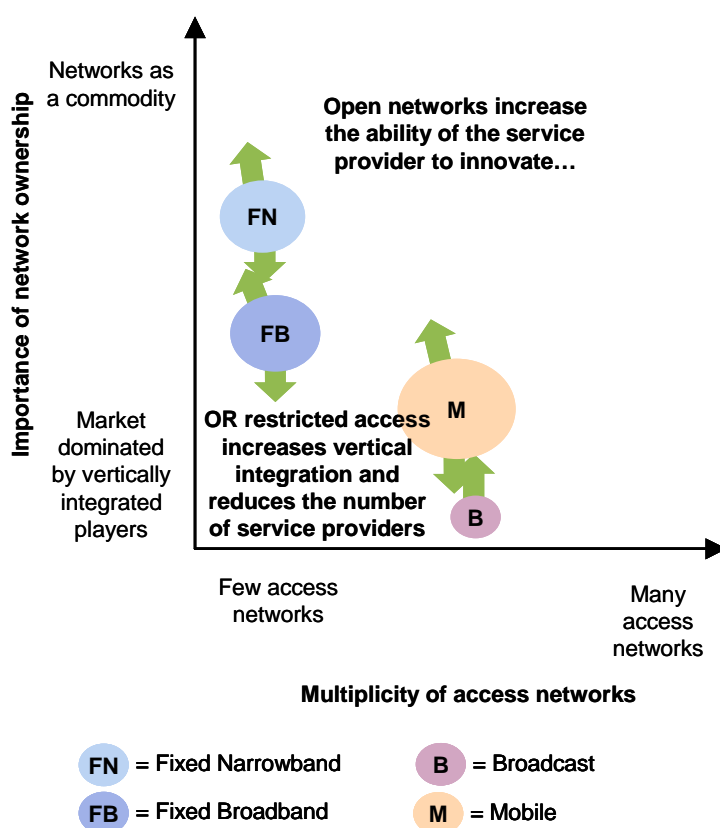 Networks as
a commodity
Importance of network ownership
Open networks increase
the ability of the service
provider to innovate…
FN
FB
M
B
Market
dominated
by vertically
integrated
players
OR restricted access
increases vertical
integration and
reduces the number
of service providers
Few access
networks
Many
access
networks
Multiplicity of access networks
FN = Fixed Narrowband
B = Broadcast
FB = Fixed Broadband
M = Mobile